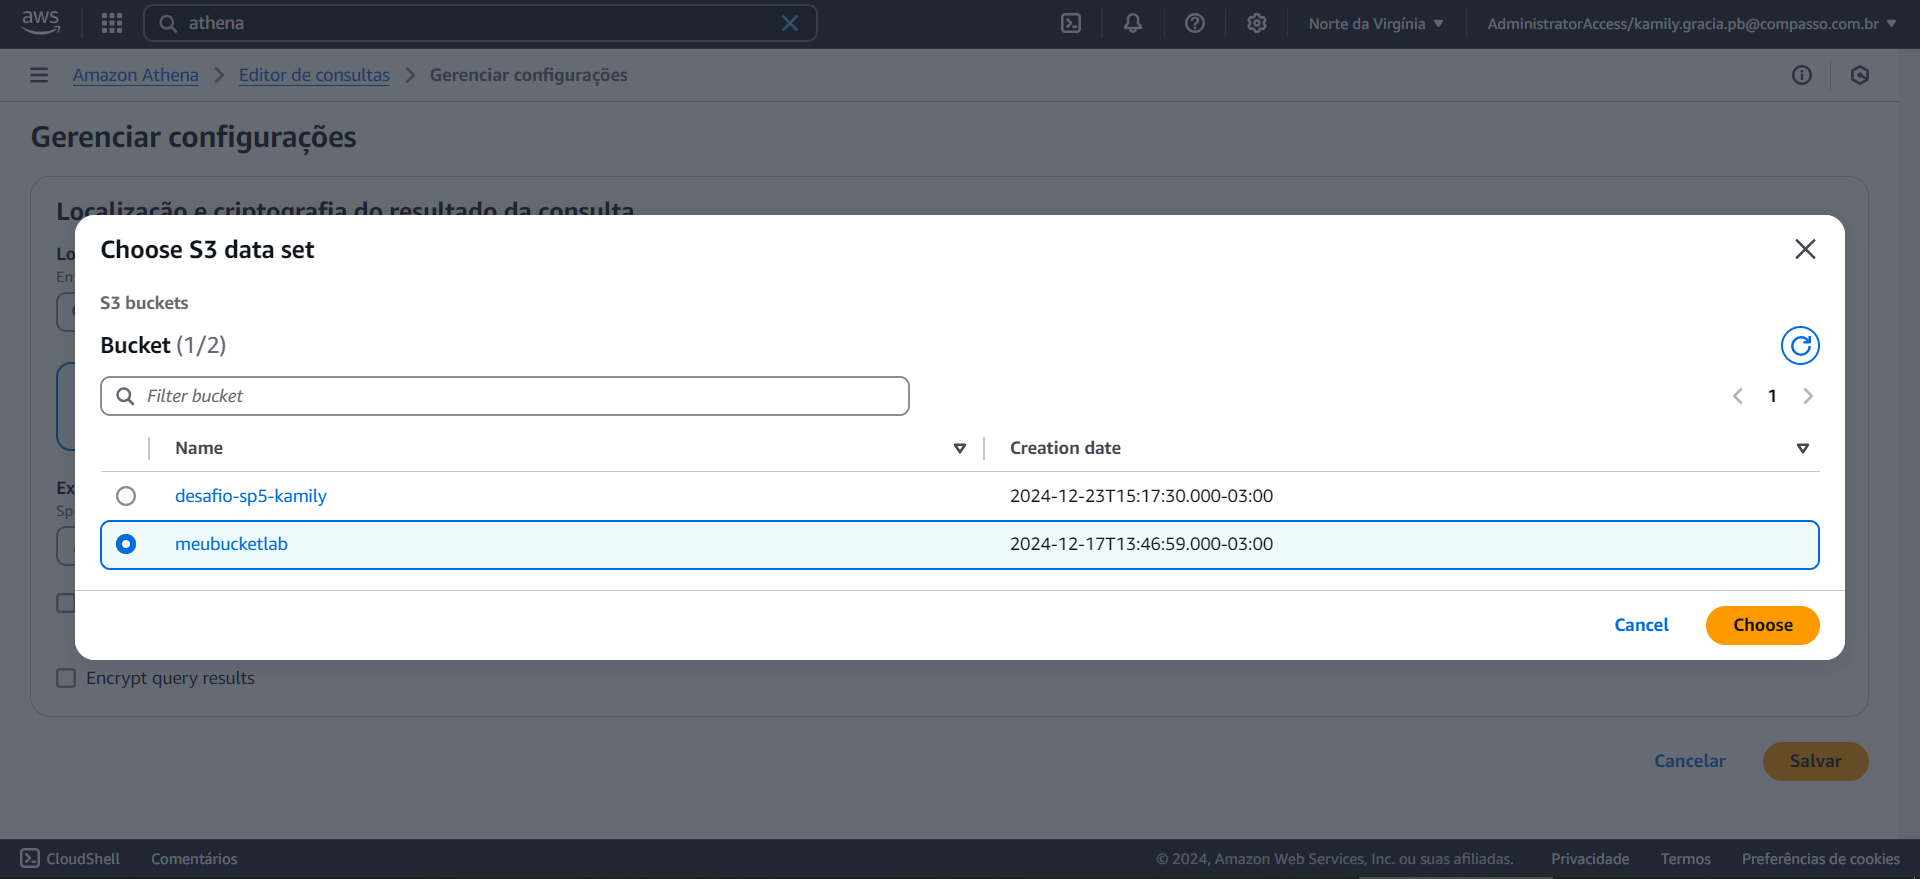 aws
athena
Norte da Virgínia
AdministratorAccess/kamily.gracia.pb@compasso.com.br
Amazon Athena
Editor de consultas
Gerenciar configurações
Gerenciar configurações
Localização e criptografia do resultado da consulta
Lo
En
Choose S3 data set
S3 buckets
Bucket (1/2)
Filter bucket
1
Name
Creation date
desafio-sp5-kamily
2024-12-23T15:17:30.000-03:00
meubucketlab
2024-12-17T13:46:59.000-03:00
Ex
Spe
Cancel
Choose
Encrypt query results
Cancelar
Salvar
CloudShell
Comentários
© 2024, Amazon Web Services, Inc. ou suas afiliadas.
Privacidade
Termos
Preferências de cookies